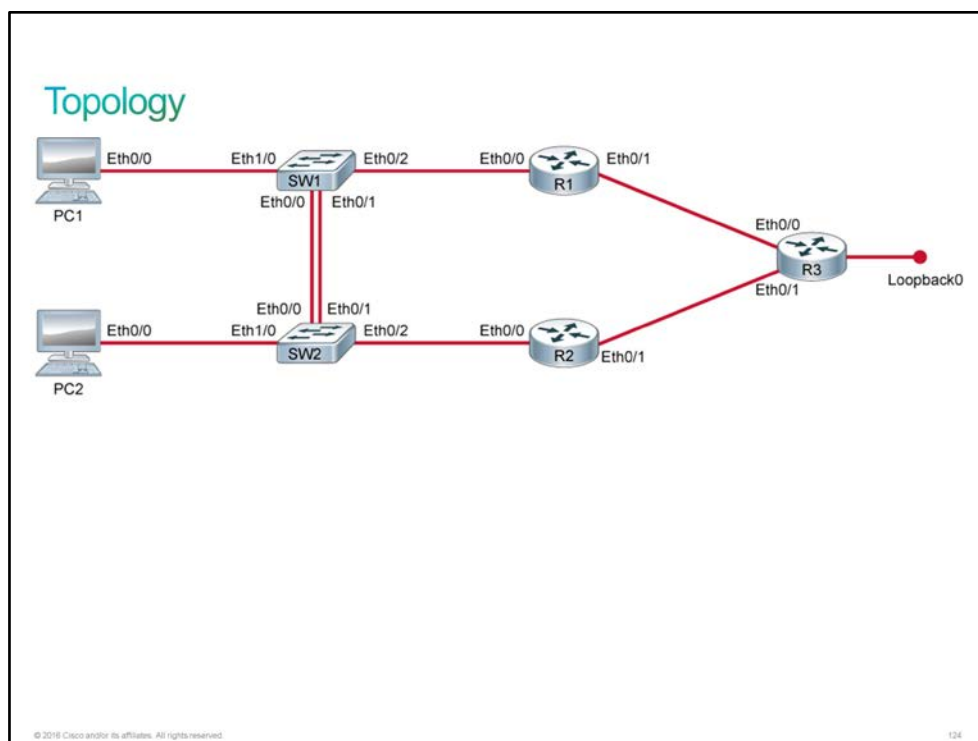 Topology
Eth0/0 Eth1/0 Eth0/2 Eth0/0 Eth0/1
SW1 R1
PC1 Eth0/0 Eth0/1
Eth0/0
R3
Loopback0
Eth0/1
Eth0/0 Eth0/1
Eth0/0 Eth1/0 Eth0/2 Eth0/0
SW2 R2 Eth0/1
PC2
© 2016 Cisco and/or its affiliates. All rights reserved. 124